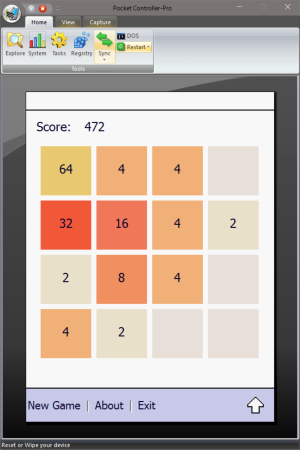 Pocket Controller-Pro
Home View Capture
Explore System Tasks Registry Sync DOS
Restart
Tools
Score: 472
64 4 4
32 16 4 2
2 8 4
4 2
New Game | About | Exit
Reset or Wipe your device